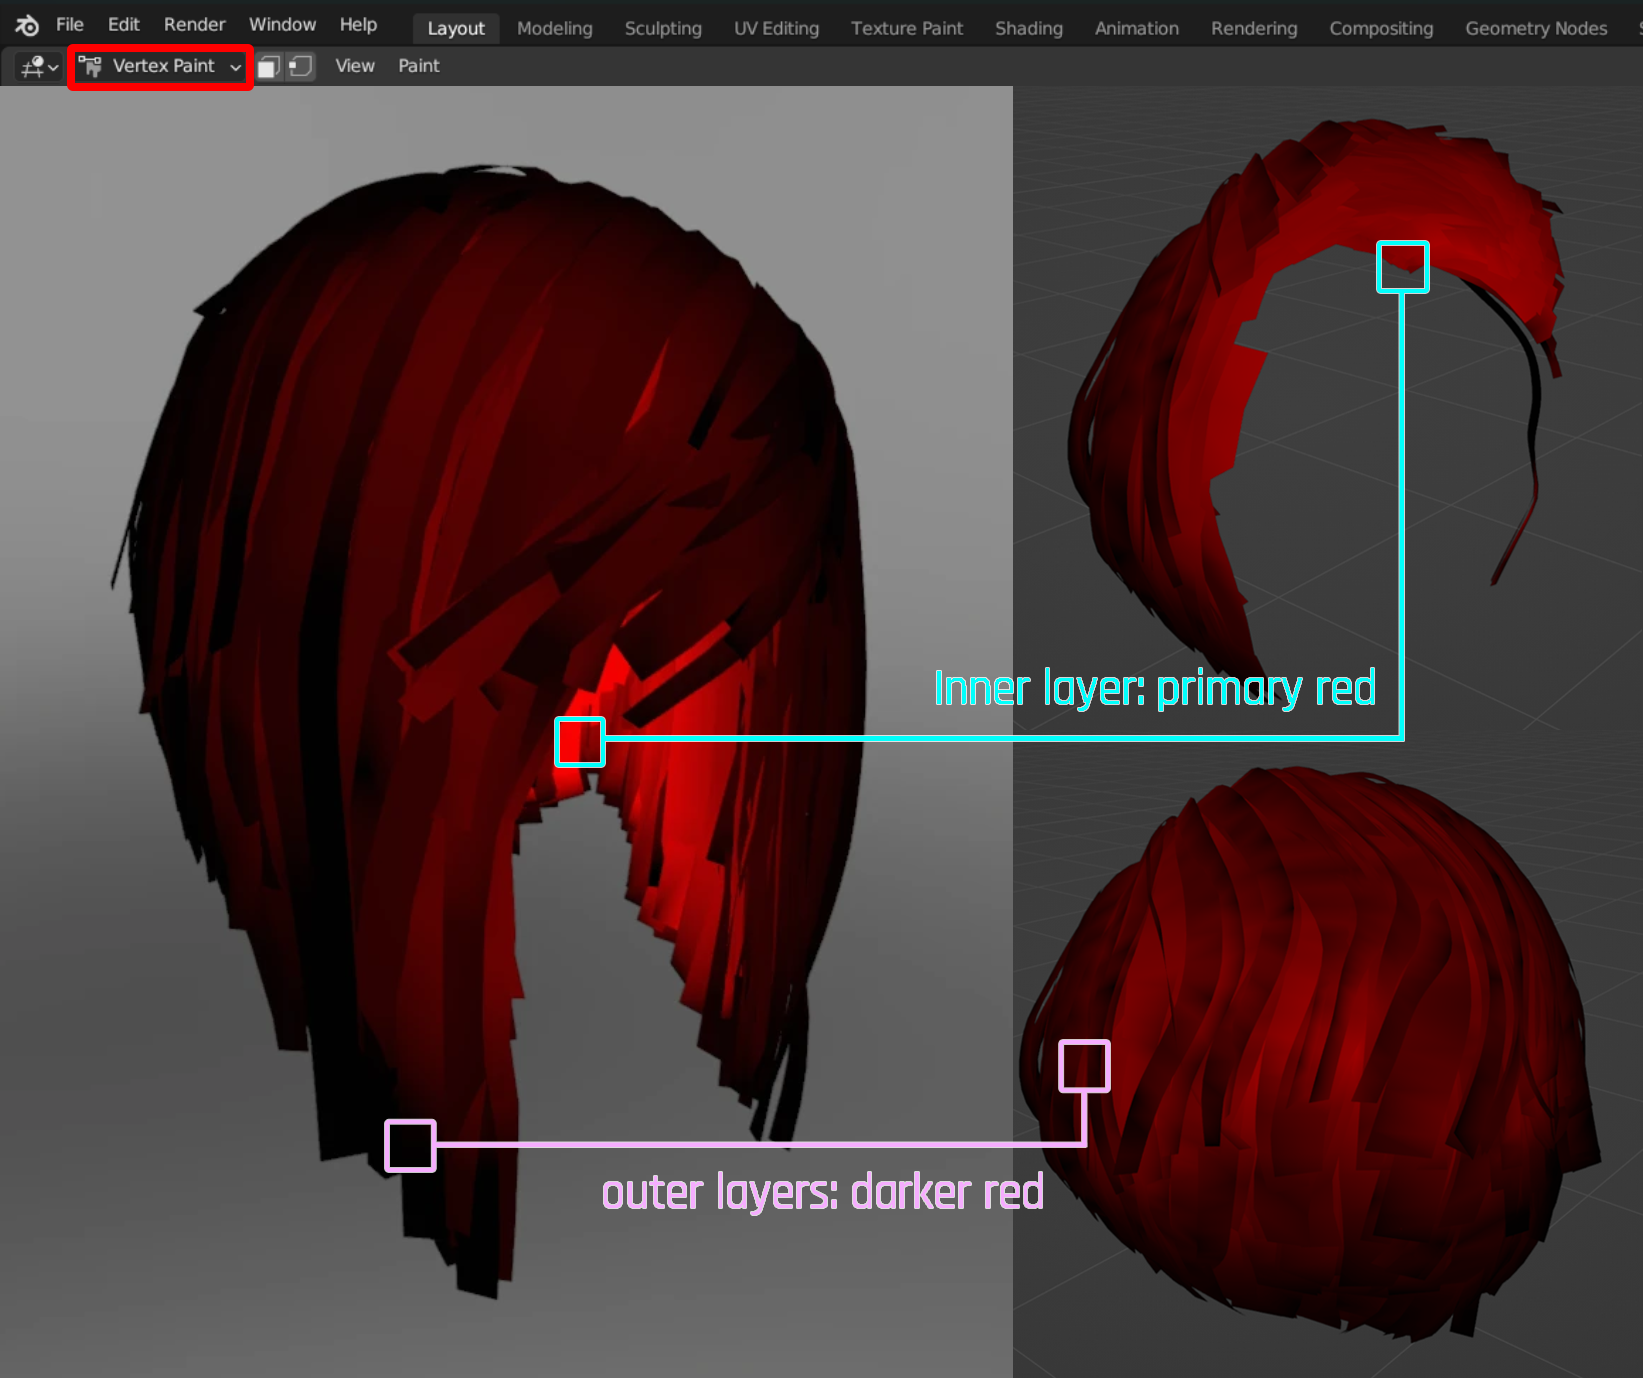 File Edit Render Window Help Layout Modeling Sculpting UV Editing Texture Paint Shading Animation Rendering Compositing Geometry Nodes
Vertex Paint View Paint
Inner layer: primary red
outer layers: darker red